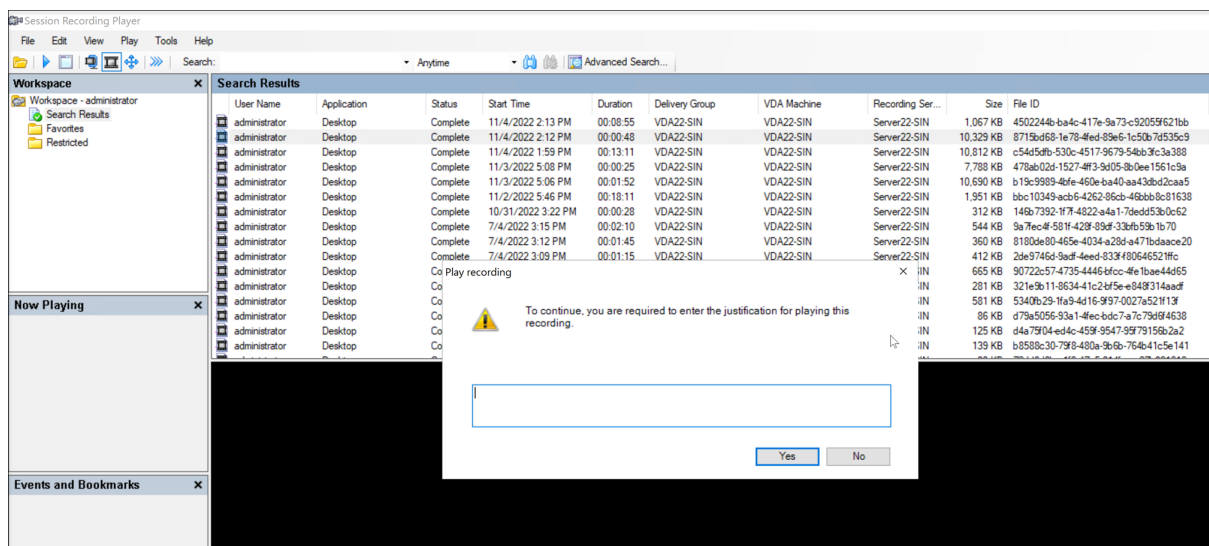 Session Recording Player
File Edit View Play Tools Help
Search: Anytime Advanced Search...
Workspace
Workspace - administrator
Search Results
Favorites
Restricted
Now Playing
Events and Bookmarks
Search Results
User Name Application Status Start Time Duration Delivery Group VDA Machine Recording Ser... Size File ID
administrator Desktop Complete 11/4/2022 2:13 PM 00:08:55 VDA22-SIN VDA22-SIN Server22-SIN 1,067 KB 4502244b-ba4c-417e-9a73-c92055f621bb
administrator Desktop Complete 11/4/2022 2:12 PM 00:00:48 VDA22-SIN VDA22-SIN Server22-SIN 10,329 KB 8715bd68-1e78-4fed-89e6-1c50b7d535c9
administrator Desktop Complete 11/4/2022 1:59 PM 00:13:11 VDA22-SIN VDA22-SIN Server22-SIN 10,812 KB c54d5dfb-530c-4517-9679-54bb3fc3a388
administrator Desktop Complete 11/3/2022 5:08 PM 00:00:25 VDA22-SIN VDA22-SIN Server22-SIN 7,788 KB 478ab02d-1527-4ff3-9d05-8b0ee1561c9a
administrator Desktop Complete 11/3/2022 5:06 PM 00:01:52 VDA22-SIN VDA22-SIN Server22-SIN 10,690 KB b19c9989-4bfe-460e-ba40-aa43dbd2caa5
administrator Desktop Complete 11/2/2022 5:46 PM 00:18:11 VDA22-SIN VDA22-SIN Server22-SIN 1,951 KB bbc10349-acb6-4262-86cb-46bbb8c81638
administrator Desktop Complete 10/31/2022 3:22 PM 00:00:28 VDA22-SIN VDA22-SIN Server22-SIN 312 KB 146b7392-1f7f-4822-a4a1-7dedd53b0c62
administrator Desktop Complete 7/4/2022 3:15 PM 00:02:10 VDA22-SIN VDA22-SIN Server22-SIN 544 KB 9a7fec4f-581f-428f-89df-33bfb59b1b70
administrator Desktop Complete 7/4/2022 3:12 PM 00:01:45 VDA22-SIN VDA22-SIN Server22-SIN 360 KB 8180de80-465e-4034-a28d-a471bdaace20
administrator Desktop Complete 7/4/2022 3:09 PM 00:01:15 VDA22-SIN VDA22-SIN Server22-SIN 412 KB 2de9746d-9adf-4eed-833f-f80646521ffc
administrator Desktop Co SIN 665 KB 90722c57-4735-4446-bfcc-4fe1bae44d65
administrator Desktop Co SIN 281 KB 321e9b11-8634-41c2-bf5e-e848f314aadf
administrator Desktop Co SIN 581 KB 5340fb29-1fa9-4d16-9f97-0027a521f13f
administrator Desktop Co SIN 86 KB d79a5056-93a1-4fec-bdc7-a7c79d6f4638
administrator Desktop Co SIN 125 KB d4a75f04-ed4c-459f-9547-95f79156b2a2
administrator Desktop Co SIN 139 KB b8588c30-79f8-480a-9b6b-764b41c5e141
Play recording
To continue, you are required to enter the justification for playing this
recording.
Yes No